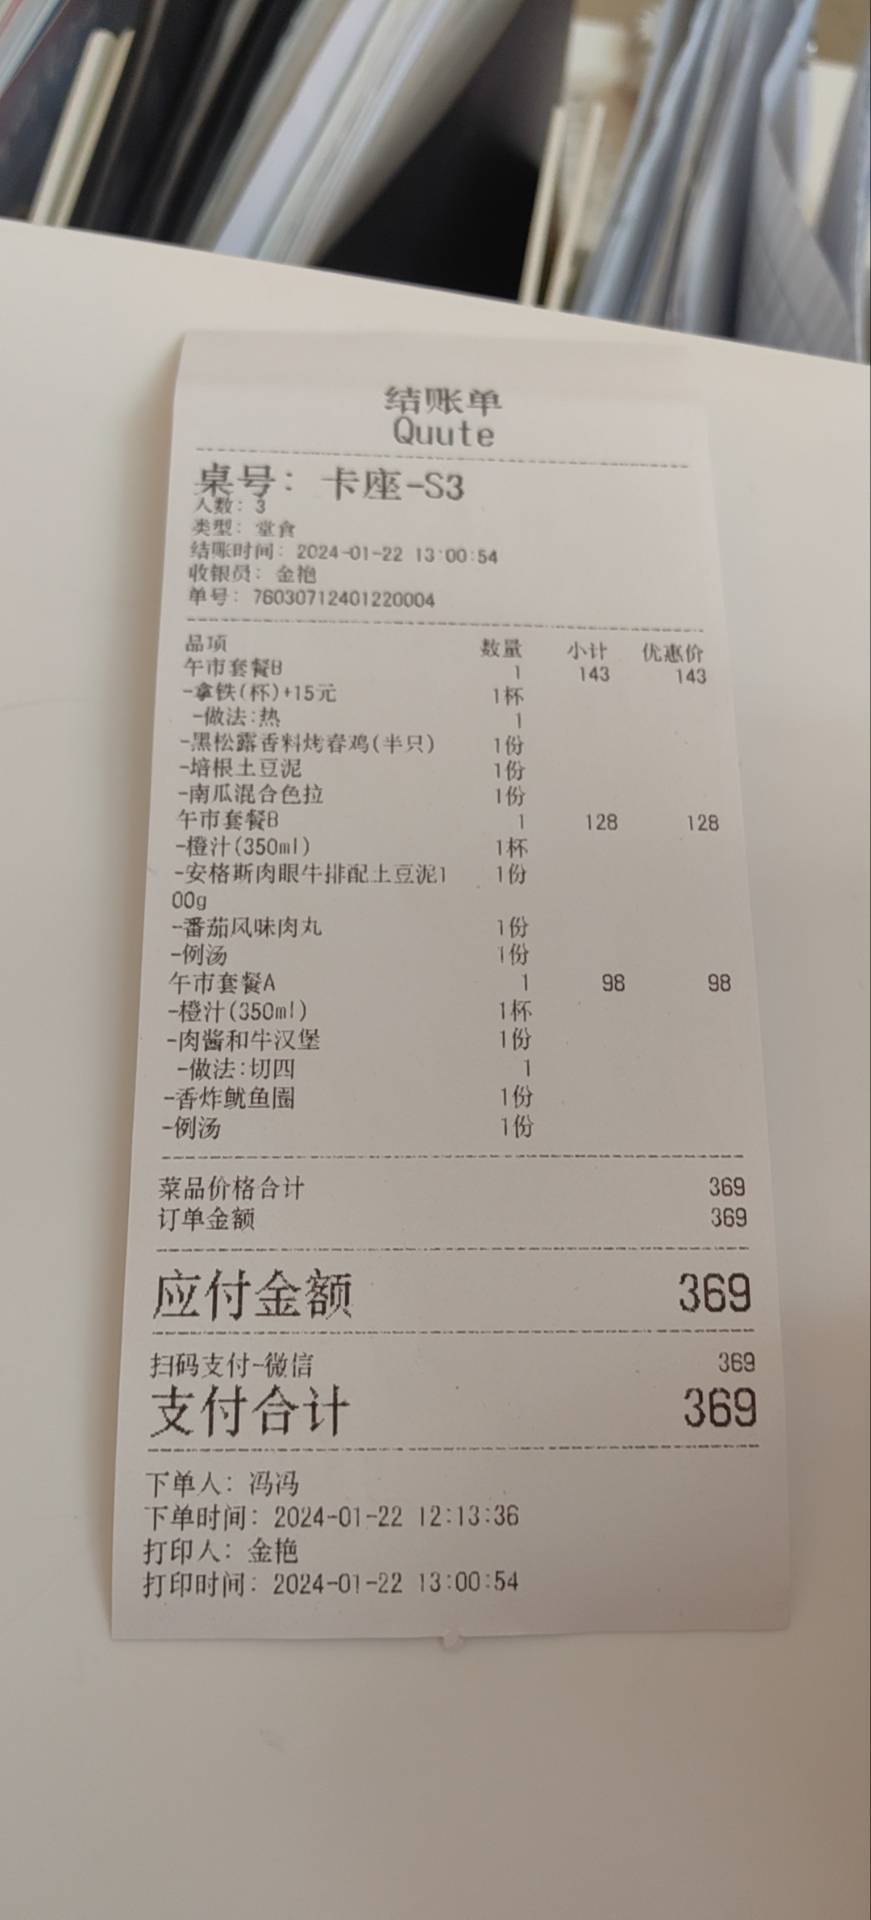 结账单
Quute
桌号: 卡座-S3
人数: 3
类型: 堂食
结账时间: 2024-01-22 13:00:54
收银员: 金艳
单号: 76030712401220004
品项 数量 小计 优惠价
午市套餐B 1 143 143
-拿铁(杯)+15元 1杯
-做法:热 1
-黑松露香料烤春鸡(半只) 1份
-培根土豆泥 1份
-南瓜混合色拉 1份
午市套餐B 1 128 128
-橙汁(350ml) 1杯
-安格斯肉眼牛排配土豆泥1 1份
00g
-番茄风味肉丸 1份
-例汤 1份
午市套餐A 1 98 98
-橙汁(350ml) 1杯
-肉酱和牛汉堡 1份
-做法:切四 1
-香炸鱿鱼圈 1份
-例汤 1份
菜品价格合计 369
订单金额 369
应付金额 369
扫码支付-微信 369
支付合计 369
下单人: 冯冯
下单时间: 2024-01-22 12:13:36
打印人: 金艳
打印时间: 2024-01-22 13:00:54